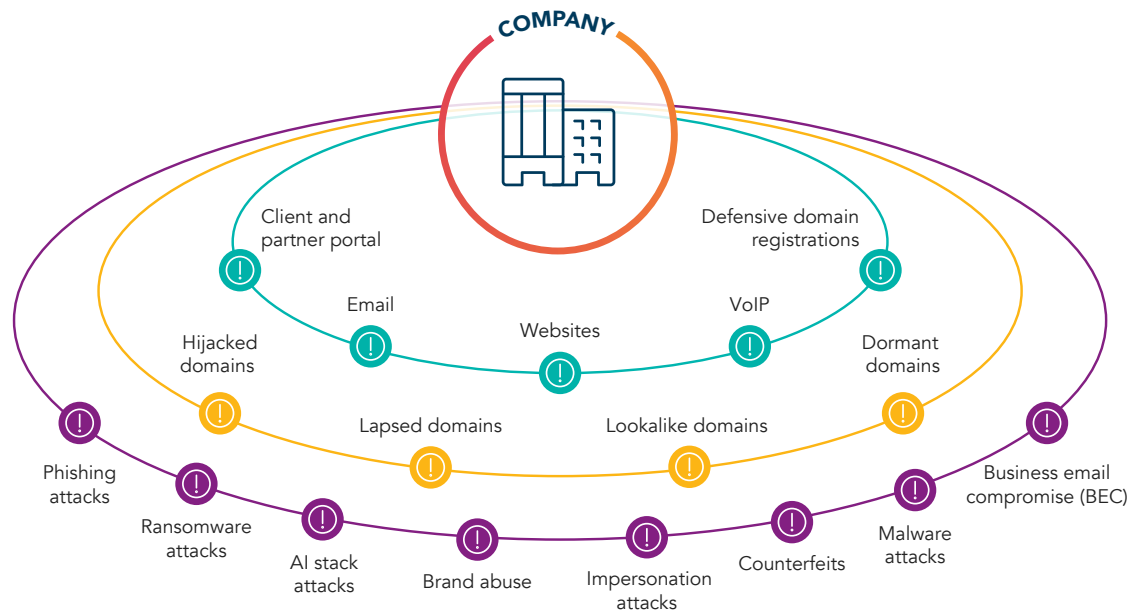 COMPANY
Client and
partner portal
Defensive domain
registrations
Email
VoIP
Websites
Hijacked
domains
Dormant
domains
Lapsed domains
Lookalike domains
Phishing
attacks
Business email
compromise (BEC)
Ransomware
attacks
Malware
attacks
AI stack
attacks
Counterfeits
Brand abuse
Impersonation
attacks